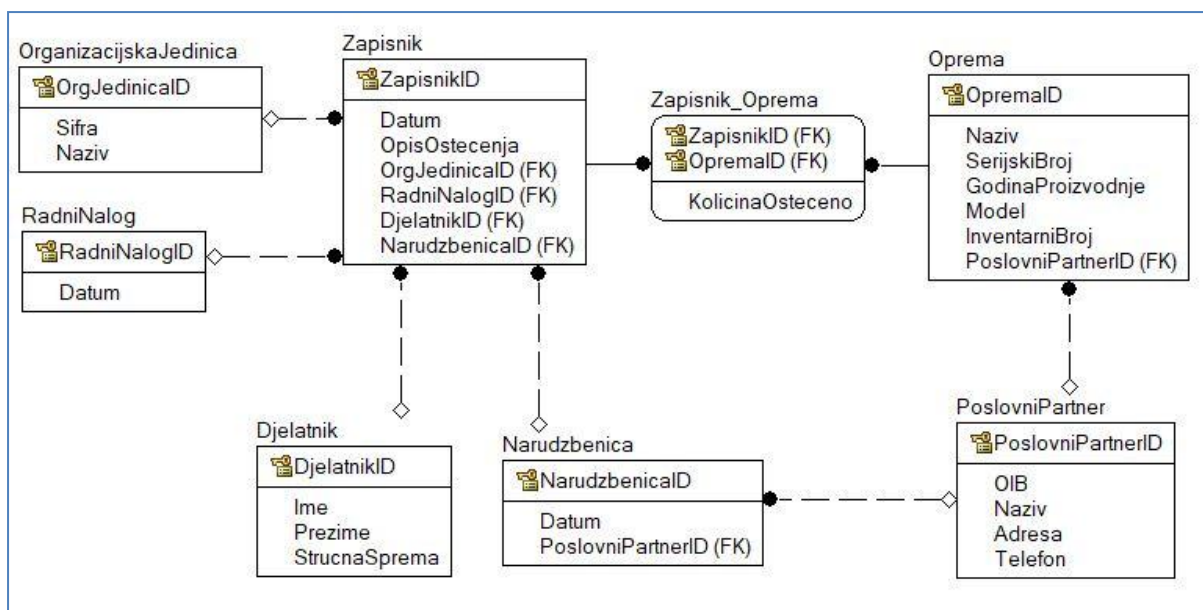 OrganizacijskaJedinica
OrgJedinicaID
Sifra
Naziv
RadniNalog
RadniNalogID
Datum
Zapisnik
ZapisnikID
Datum
OpisOstecenja
OrgJedinicaID (FK)
RadniNalogID (FK)
DjelatnikID (FK)
NarudzbenicaID (FK)
Zapisnik_Oprema
ZapisnikID (FK)
OpremaID (FK)
KolicinaOsteceno
Oprema
OpremaID
Naziv
SerijskiBroj
GodinaProizvodnje
Model
InventarniBroj
PoslovniPartnerID (FK)
Djelatnik
DjelatnikID
Ime
Prezime
StrucnaSprema
Narudzbenica
NarudzbenicaID
Datum
PoslovniPartnerID (FK)
PoslovniPartner
PoslovniPartnerID
OIB
Naziv
Adresa
Telefon